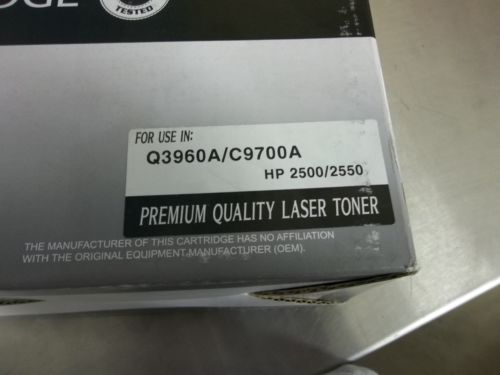 TESTED
FOR USE IN:
Q3960A/C9700A
HP 2500/2550
PREMIUM QUALITY LASER TONER
THE MANUFACTURER OF THIS CARTRIDGE HAS NO AFFILIATION
WITH THE ORIGINAL EQUIPMENT MANUFACTURER (OEM).